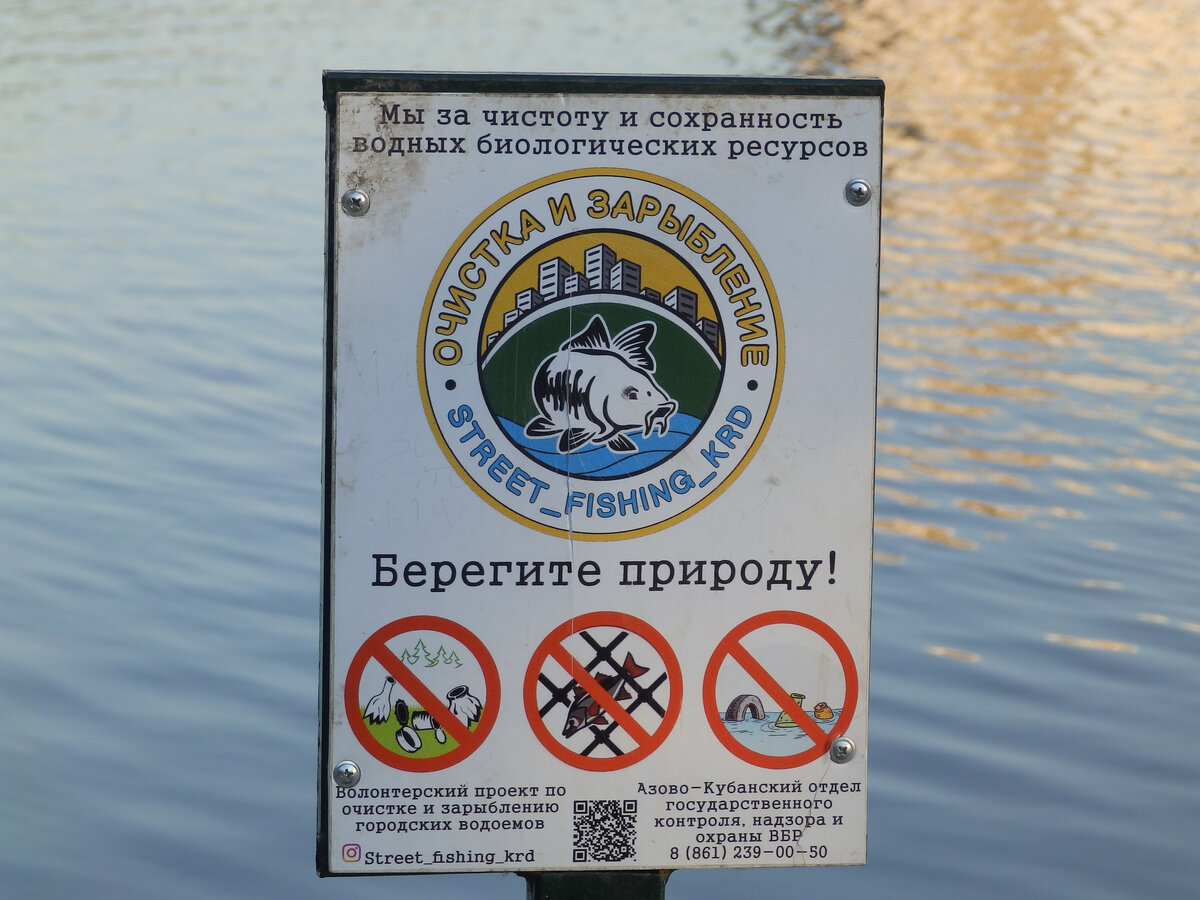 Мы за чистоту и сохранность
водных биологических ресурсов
ОЧИСТКА И ЗАРЫБЛЕНИЕ
STREET_FISHING_KRD
Берегите природу!
Волонтерский проект по
очистке и зарыблению
городских водоемов
Street_fishing_krd
Азово-Кубанский отдел
государственного
контроля, надзора и
охраны ВБР
8 (861) 239-00-50